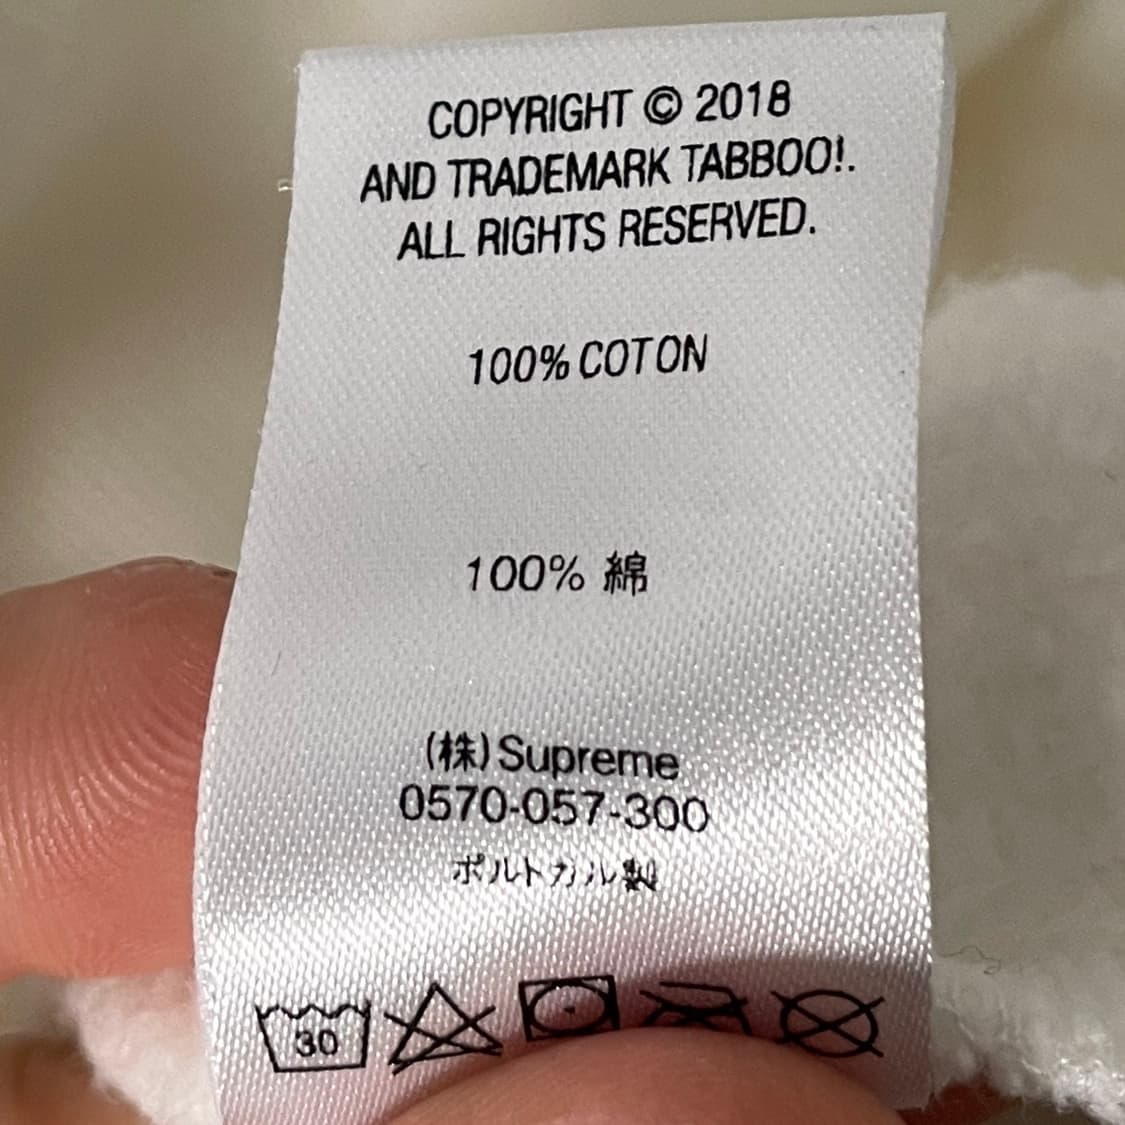 COPYRIGHT © 2018
AND TRADEMARK TABBOO!.
ALL RIGHTS RESERVED.
100% COTON
100% 綿
(株) Supreme
0570-057-300
ポルトガル製
30